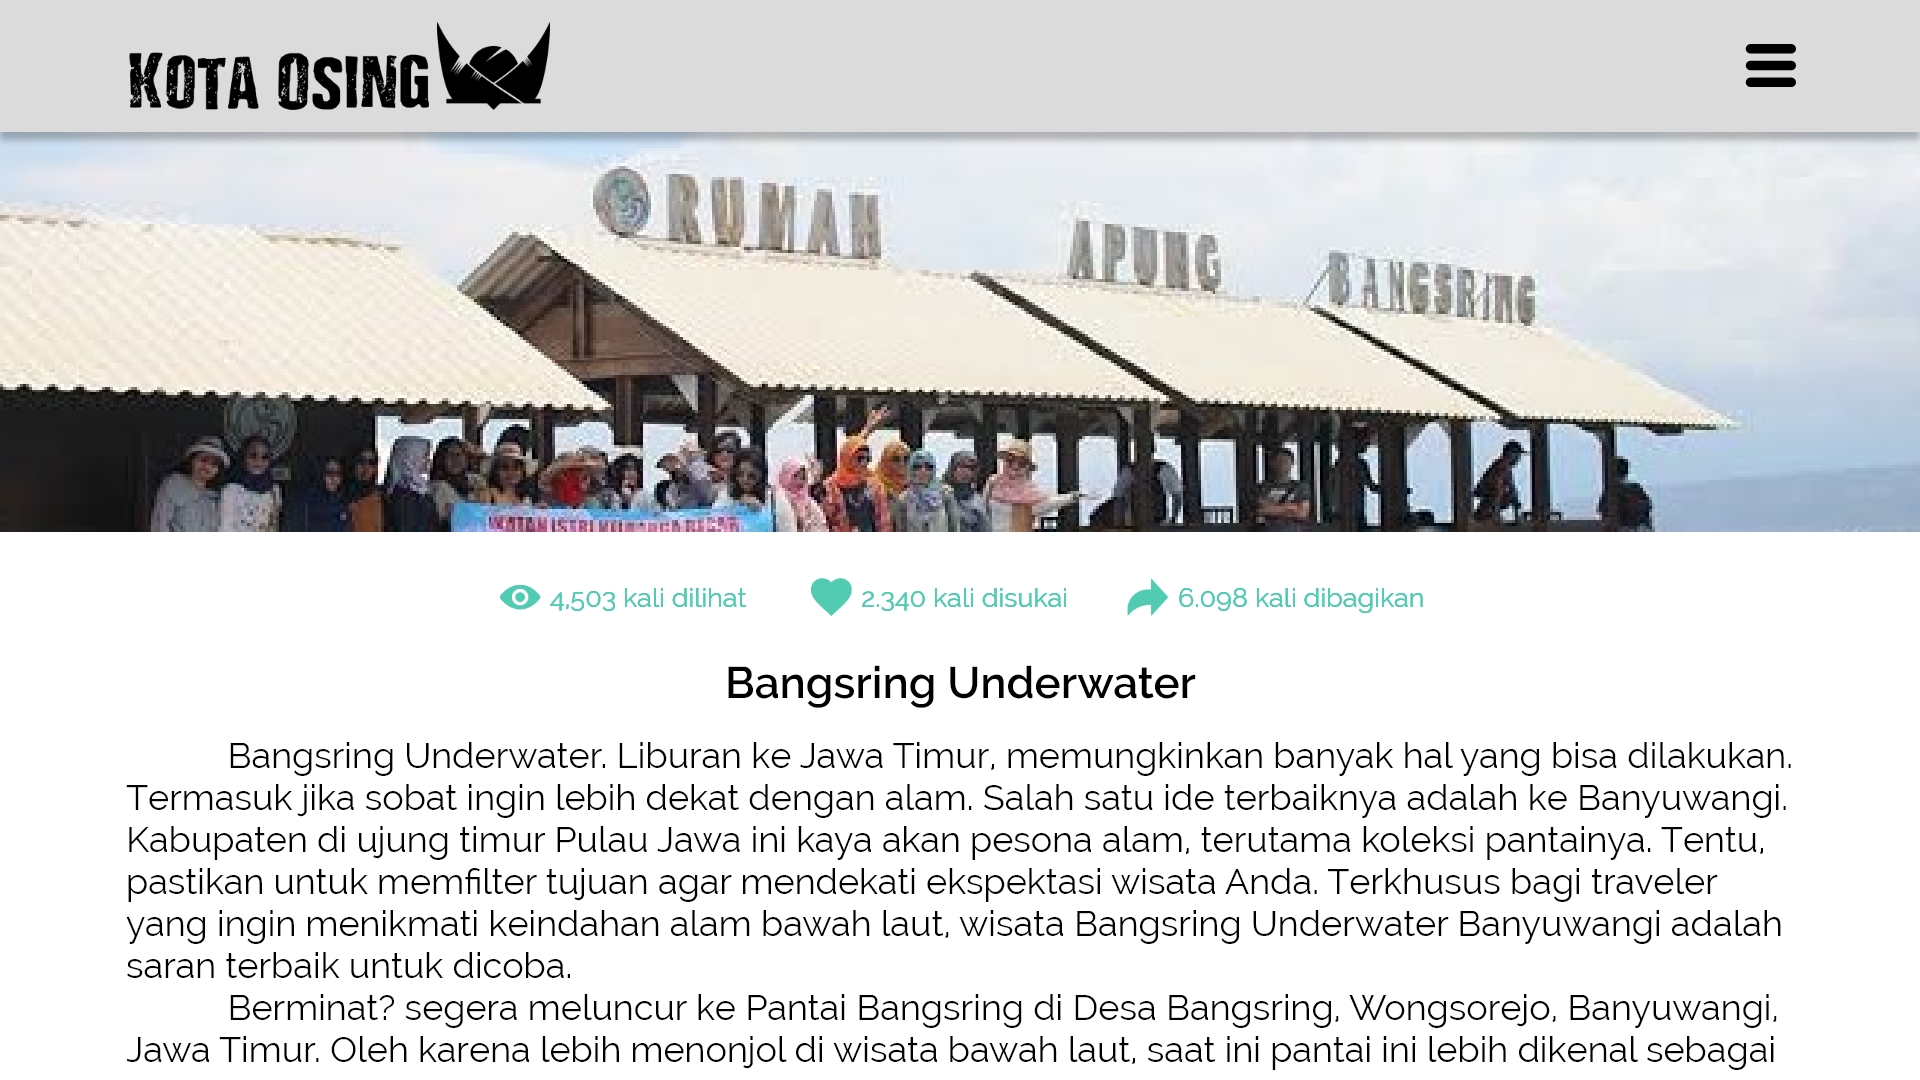 KOTA OSING
RUMAH APUNG BANGSRING
IKATAN ISTRI KELUARGA BESAR
4,503 kali dilihat 2.340 kali disukai 6.098 kali dibagikan
Bangsring Underwater
Bangsring Underwater. Liburan ke Jawa Timur, memungkinkan banyak hal yang bisa dilakukan.
Termasuk jika sobat ingin lebih dekat dengan alam. Salah satu ide terbaiknya adalah ke Banyuwangi.
Kabupaten di ujung timur Pulau Jawa ini kaya akan pesona alam, terutama koleksi pantainya. Tentu,
pastikan untuk memfilter tujuan agar mendekati ekspektasi wisata Anda. Terkhusus bagi traveler
yang ingin menikmati keindahan alam bawah laut, wisata Bangsring Underwater Banyuwangi adalah
saran terbaik untuk dicoba.
Berminat? segera meluncur ke Pantai Bangsring di Desa Bangsring, Wongsorejo, Banyuwangi,
Jawa Timur. Oleh karena lebih menonjol di wisata bawah laut, saat ini pantai ini lebih dikenal sebagai